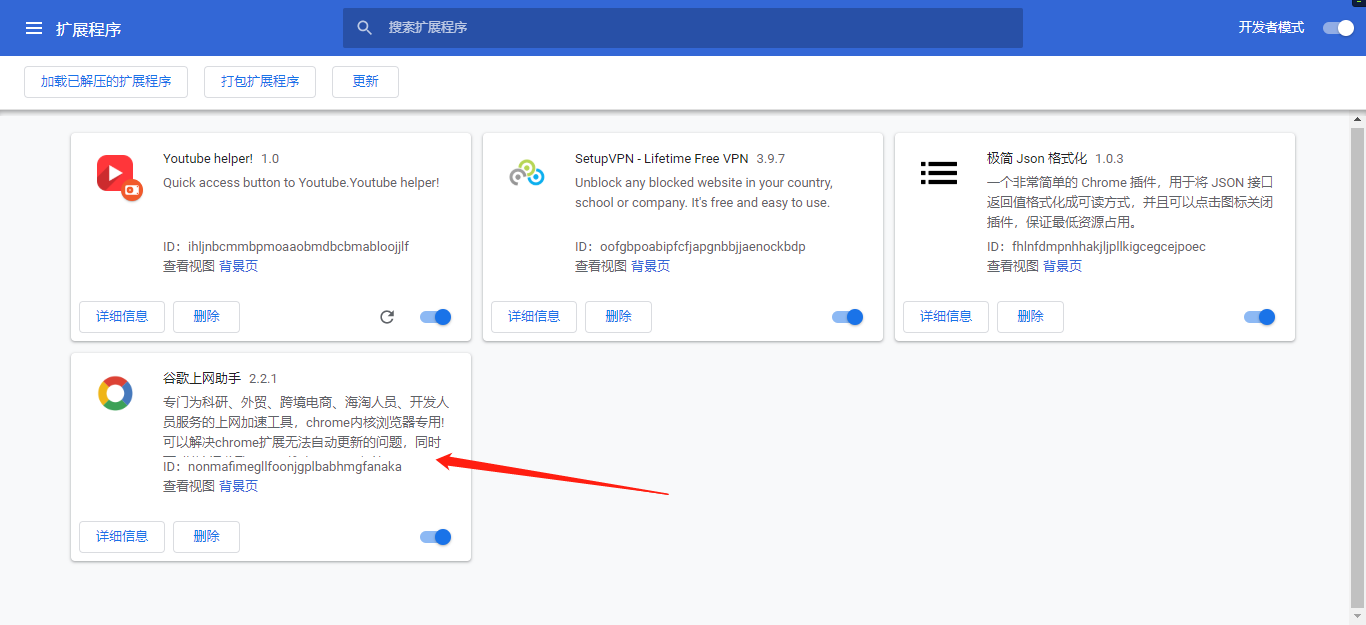 扩展程序
搜索扩展程序
开发者模式
加载已解压的扩展程序
打包扩展程序
更新
Youtube helper! 1.0
Quick access button to Youtube.Youtube helper!
ID：ihljnbcmmbpmoaaobmdbcbmabloojjlf
查看视图 背景页
详细信息
删除
SetupVPN - Lifetime Free VPN 3.9.7
Unblock any blocked website in your country,
school or company. It's free and easy to use.
ID：oofgbpoabipfcfjapgnbbjjaenockbdp
查看视图 背景页
详细信息
删除
极简 Json 格式化 1.0.3
一个非常简单的 Chrome 插件，用于将 JSON 接口
返回值格式化成可读方式，并且可以点击图标关闭
插件，保证最低资源占用。
ID：fhlnfdmpnhhakjljpllkigcegcejpoec
查看视图 背景页
详细信息
删除
谷歌上网助手 2.2.1
专门为科研、外贸、跨境电商、海淘人员、开发人
员服务的上网加速工具，chrome内核浏览器专用!
可以解决chrome扩展无法自动更新的问题，同时
ID：nonmafimegllfoonjgplbabhmgfanaka
查看视图 背景页
详细信息
删除